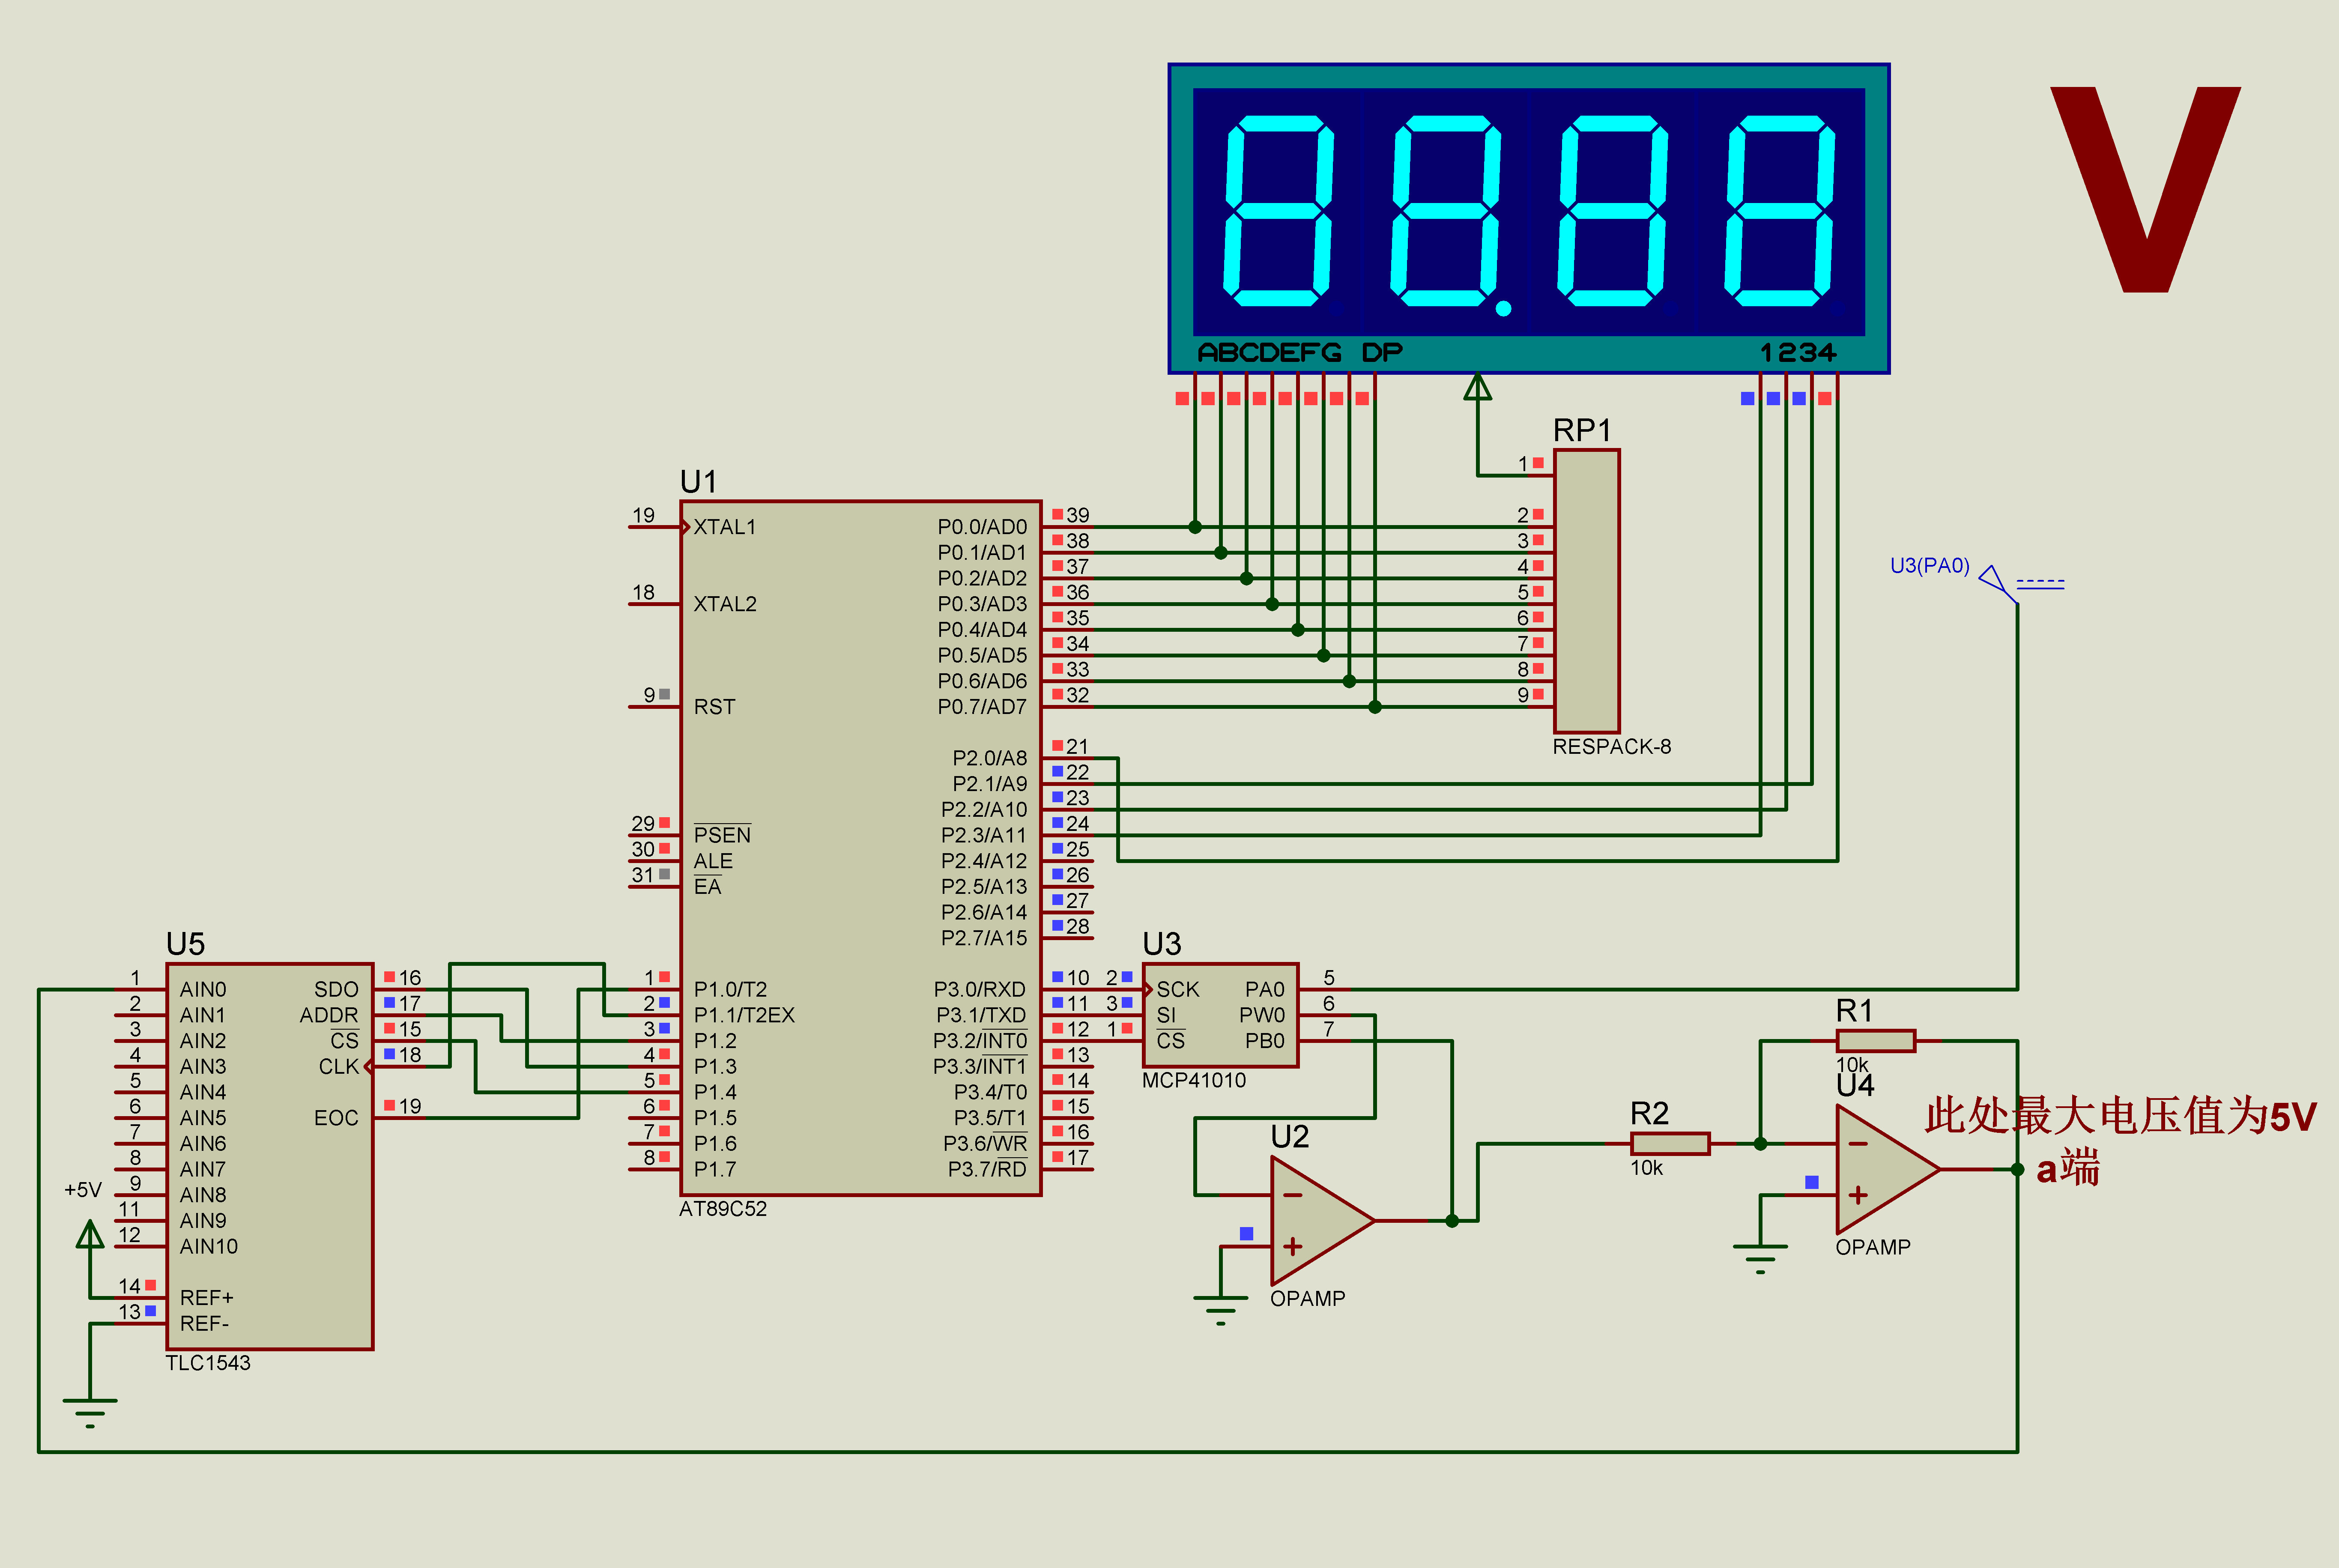 V
ABCDEFG DP 1234
RP1
1
2
3
4
5
6
7
8
9
RESPACK-8
U1
19 XTAL1
18 XTAL2
9 RST
29 PSEN
30 ALE
31 EA
1 P1.0/T2
2 P1.1/T2EX
3 P1.2
4 P1.3
5 P1.4
6 P1.5
7 P1.6
8 P1.7
P0.0/AD0 39
P0.1/AD1 38
P0.2/AD2 37
P0.3/AD3 36
P0.4/AD4 35
P0.5/AD5 34
P0.6/AD6 33
P0.7/AD7 32
P2.0/A8 21
P2.1/A9 22
P2.2/A10 23
P2.3/A11 24
P2.4/A12 25
P2.5/A13 26
P2.6/A14 27
P2.7/A15 28
P3.0/RXD 10
P3.1/TXD 11
P3.2/INT0 12
P3.3/INT1 13
P3.4/T0 14
P3.5/T1 15
P3.6/WR 16
P3.7/RD 17
AT89C52
U3(PA0)
U5
1 AIN0
2 AIN1
3 AIN2
4 AIN3
5 AIN4
6 AIN5
7 AIN6
8 AIN7
9 AIN8
11 AIN9
12 AIN10
14 REF+
13 REF-
SDO 16
ADDR 17
CS 15
CLK 18
EOC 19
+5V
TLC1543
U3
2 SCK PA0 5
3 SI PW0 6
1 CS PB0 7
MCP41010
U2
OPAMP
R2
10k
R1
10k
U4
OPAMP
此处最大电压值为5V
a端